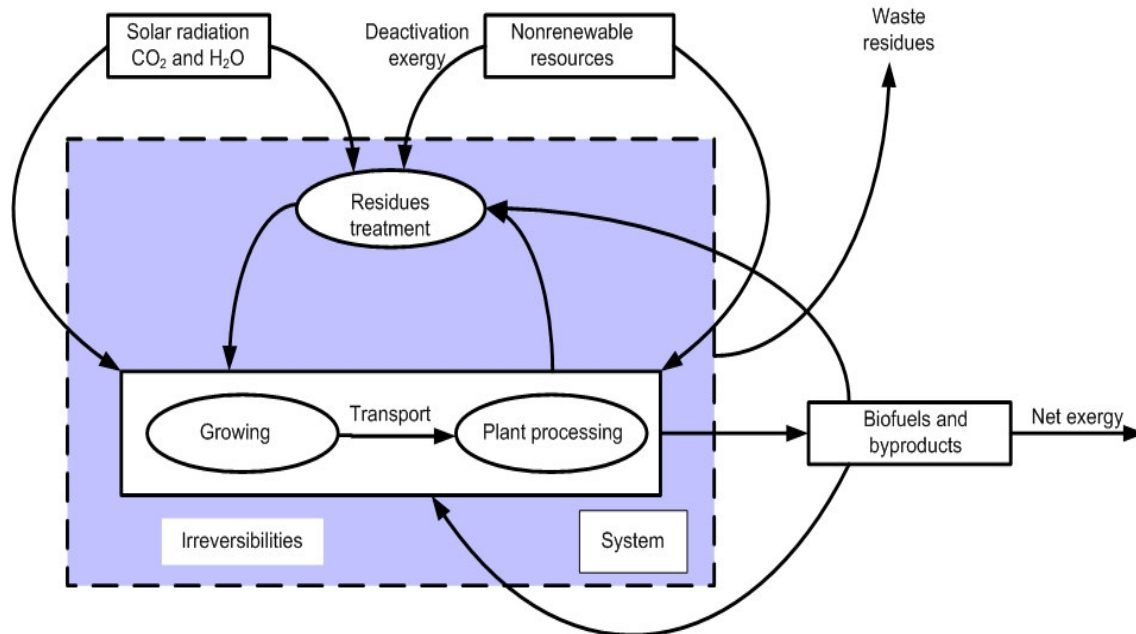 Solar radiation
CO₂ and H₂O
Deactivation
exergy
Nonrenewable
resources
Waste
residues
Residues
treatment
Growing
Transport
Plant processing
Biofuels and
byproducts
Net exergy
Irreversibilities
System